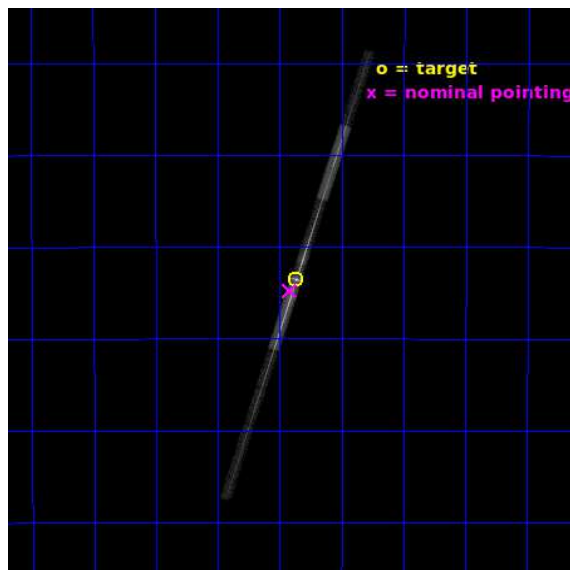 o = target
x = nominal pointing